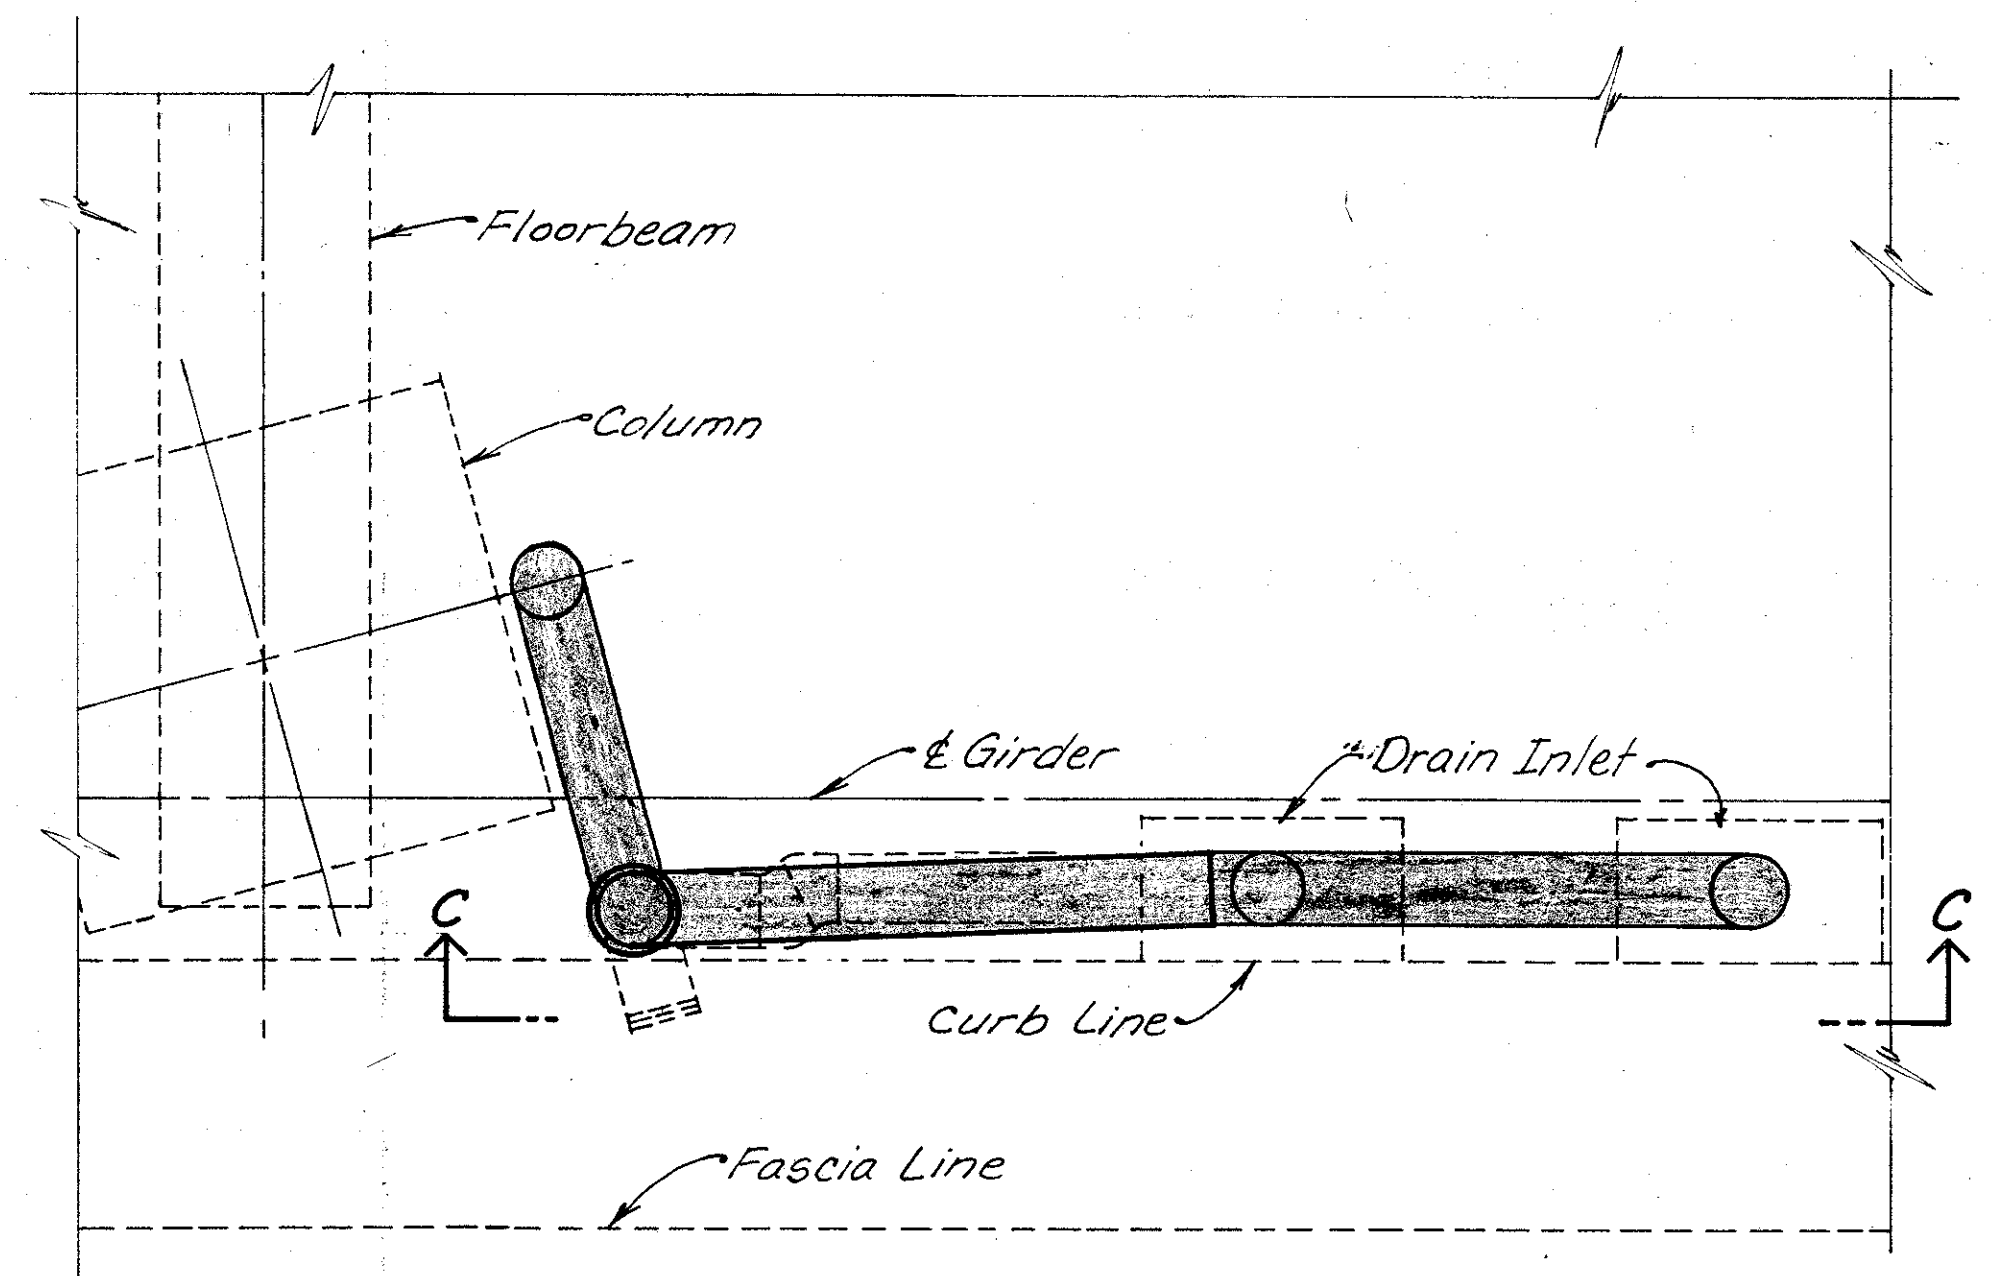 Floorbeam
Column
℄ Girder
Drain Inlet
C
C
Curb Line
Fascia Line